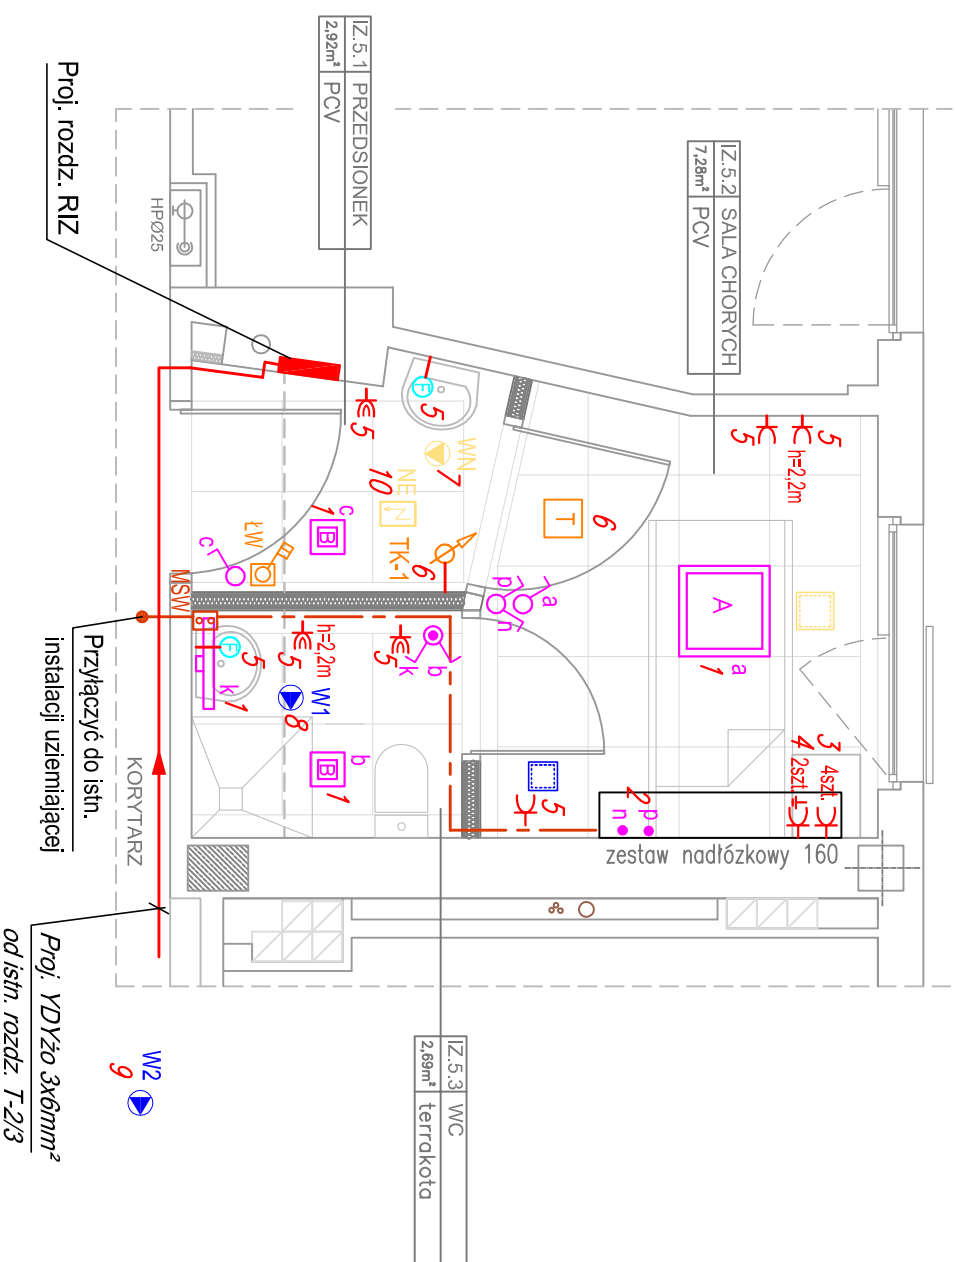 IZ.5.1 PRZEDSIONEK
2,92m² PCV
IZ.5.2 SALA CHORYCH
7,28m² PCV
IZ.5.3 WC
2,69m² terrakota
Proj. rozdz. RIZ
HPØ25
Przyłączyć do istn.
instalacji uziemiającej
KORYTARZ
Proj. YDYżo 3x6mm²
od istn. rozdz. T-2/3
W2
9
zestaw nadłóżkowy 160
5
5
h=2,2m
F
5
5
WN
7
NE
10
N
TK-1
6
T
6
c
1
B
c
ŁW
MSW
A
a
1
p
a
n
b
k
5
h=2,2m
5
F
5
k
1
W1
8
b
B
1
5
3 4szt.
4 2szt.
2
p
n